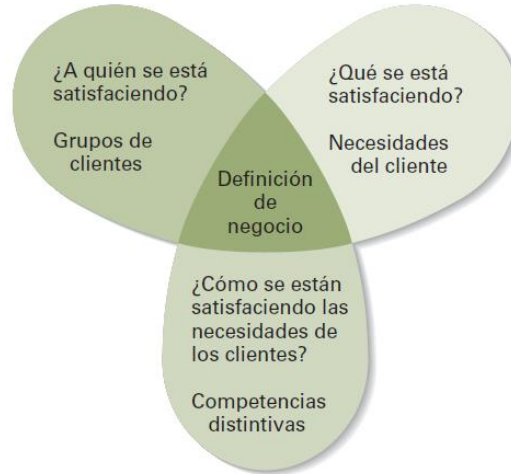 ¿A quién se está
satisfaciendo?
Grupos de
clientes
¿Qué se está
satisfaciendo?
Necesidades
del cliente
Definición
de
negocio
¿Cómo se están
satisfaciendo las
necesidades de
los clientes?
Competencias
distintivas